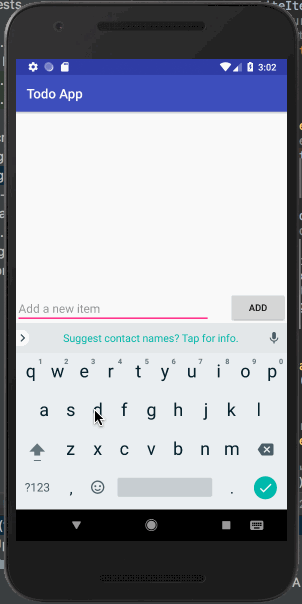 3:02
Todo App
Add a new item
ADD
Suggest contact names? Tap for info.
1 2 3 4 5 6 7 8 9 0
q w e r t y u i o p
a s d f g h j k l
z x c v b n m
?123 , .